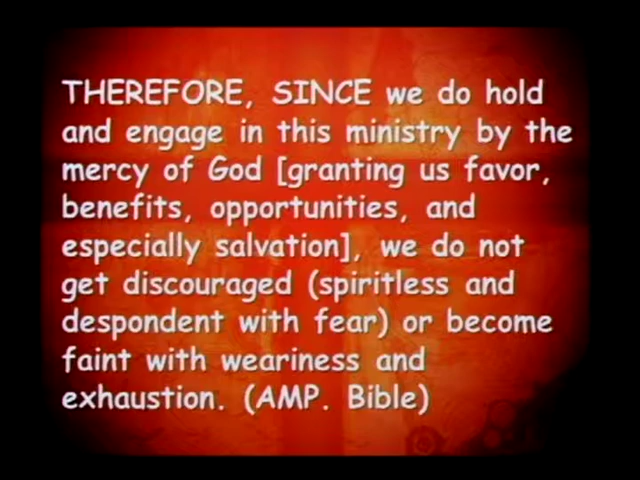 THEREFORE, SINCE we do hold
and engage in this ministry by the
mercy of God [granting us favor,
benefits, opportunities, and
especially salvation], we do not
get discouraged (spiritless and
despondent with fear) or become
faint with weariness and
exhaustion. (AMP. Bible)